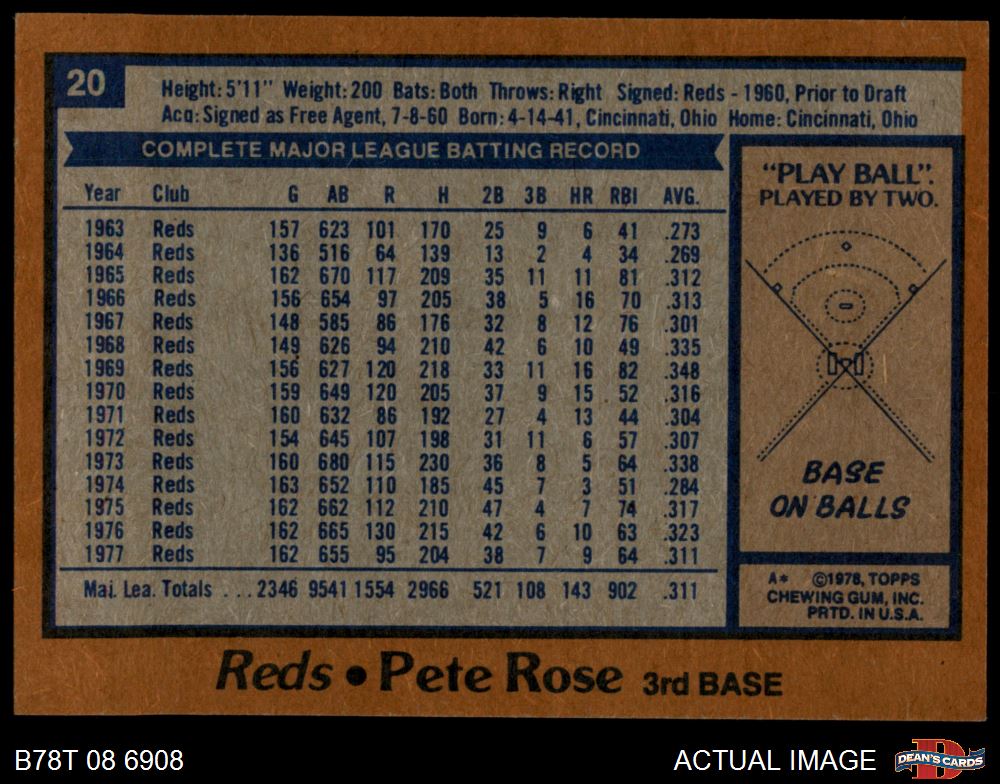 20
Height: 5'11" Weight: 200 Bats: Both Throws: Right Signed: Reds - 1960, Prior to Draft
Acq: Signed as Free Agent, 7-8-60 Born: 4-14-41, Cincinnati, Ohio Home: Cincinnati, Ohio
COMPLETE MAJOR LEAGUE BATTING RECORD
Year Club G AB R H 2B 3B HR RBI AVG.
1963 Reds 157 623 101 170 25 9 6 41 .273
1964 Reds 136 516 64 139 13 2 4 34 .269
1965 Reds 162 670 117 209 35 11 11 81 .312
1966 Reds 156 654 97 205 38 5 16 70 .313
1967 Reds 148 585 86 176 32 8 12 76 .301
1968 Reds 149 626 94 210 42 6 10 49 .335
1969 Reds 156 627 120 218 33 11 16 82 .348
1970 Reds 159 649 120 205 37 9 15 52 .316
1971 Reds 160 632 86 192 27 4 13 44 .304
1972 Reds 154 645 107 198 31 11 6 57 .307
1973 Reds 160 680 115 230 36 8 5 64 .338
1974 Reds 163 652 110 185 45 7 3 51 .284
1975 Reds 162 662 112 210 47 4 7 74 .317
1976 Reds 162 665 130 215 42 6 10 63 .323
1977 Reds 162 655 95 204 38 7 9 64 .311
Maj. Lea. Totals . . . 2346 9541 1554 2966 521 108 143 902 .311
"PLAY BALL".
PLAYED BY TWO.
BASE
ON BALLS
A* ©1978, TOPPS
CHEWING GUM, INC.
PRTD. IN U.S.A.
Reds • Pete Rose 3rd BASE
B78T 08 6908
ACTUAL IMAGE
D
DEAN'S CARDS